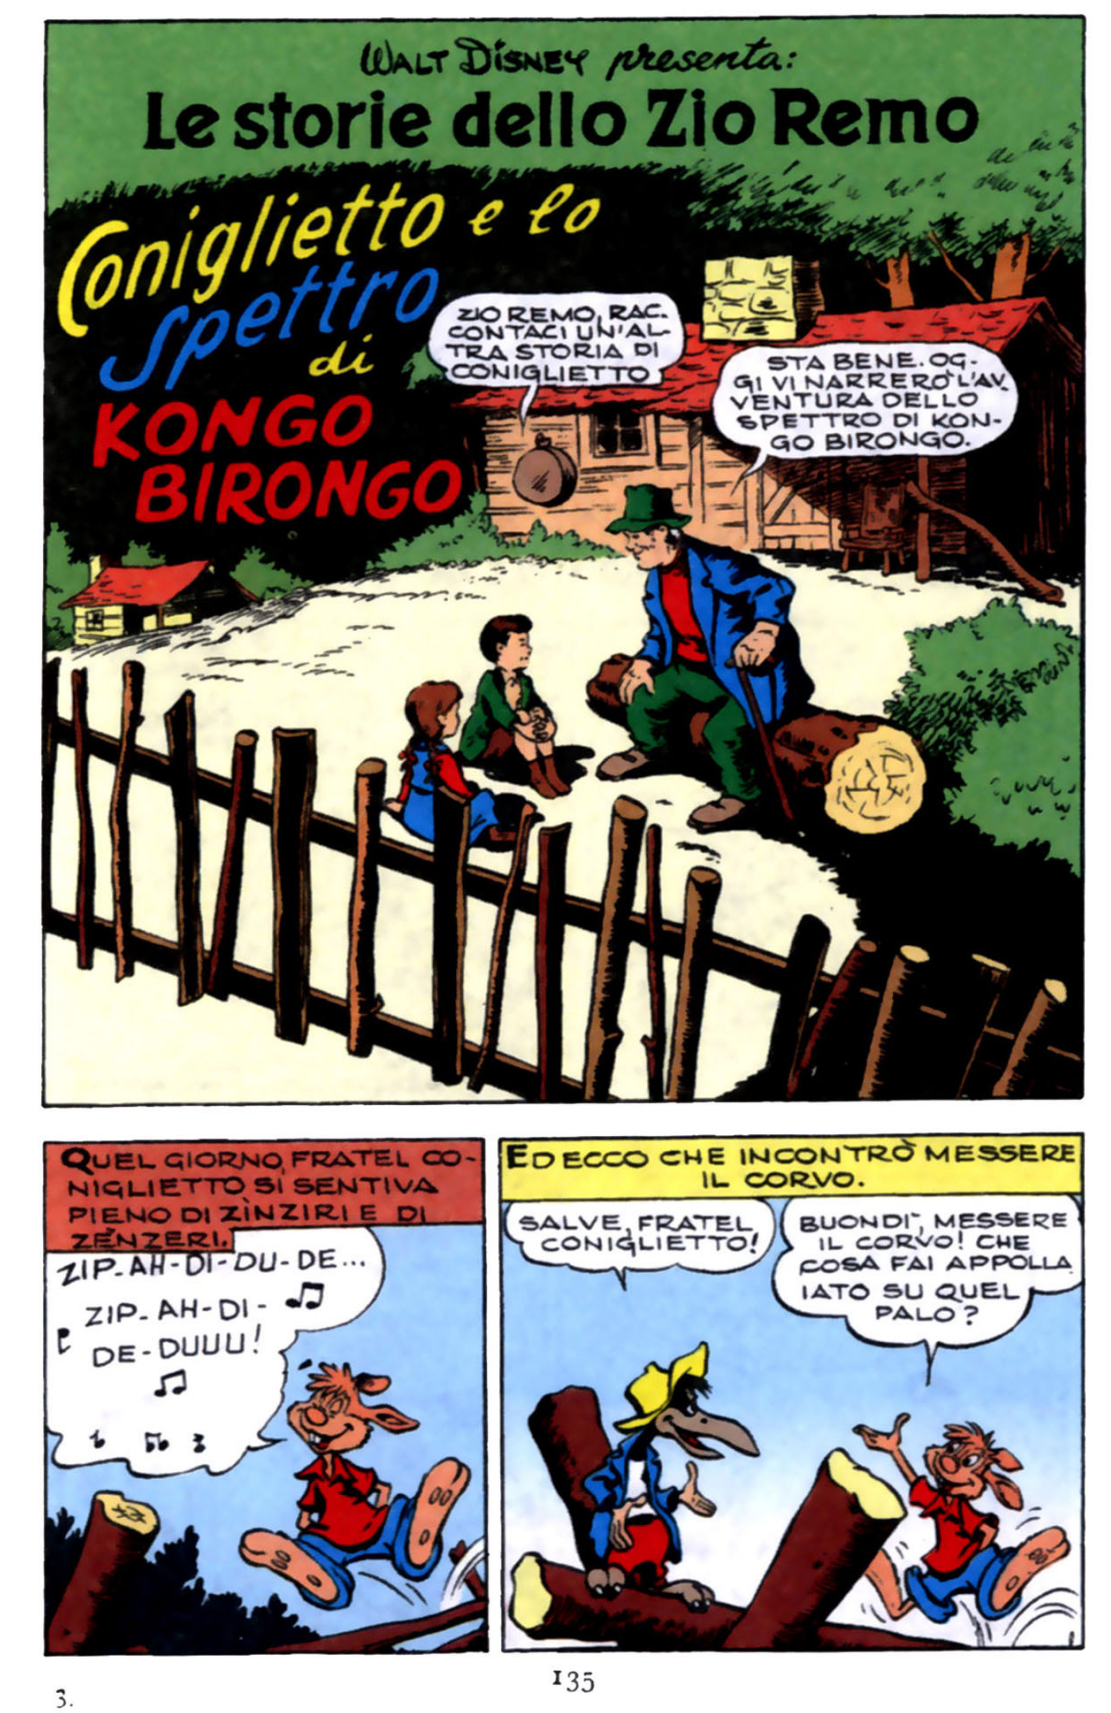 WALT DISNEY presenta:
Le storie dello Zio Remo
Coniglietto e lo
Spettro
di
KONGO
BIRONGO
ZIO REMO, RAC-
CONTACI UN'AL-
TRA STORIA DI
CONIGLIETTO
STA BENE. OG-
GI VI NARRERÒ L'AV-
VENTURA DELLO
SPETTRO DI KON-
GO BIRONGO.
QUEL GIORNO, FRATEL CO-
NIGLIETTO SI SENTIVA
PIENO DI ZÌNZIRI E DI
ZÉNZERI.
ZIP-AH-DI-DU-DE...
ZIP-AH-DI-
DE-DUUU!
ED ECCO CHE INCONTRÒ MESSERE
IL CORVO.
SALVE, FRATEL
CONIGLIETTO!
BUONDÌ, MESSERE
IL CORVO! CHE
COSA FAI APPOLLA
IATO SU QUEL
PALO?
135
3.